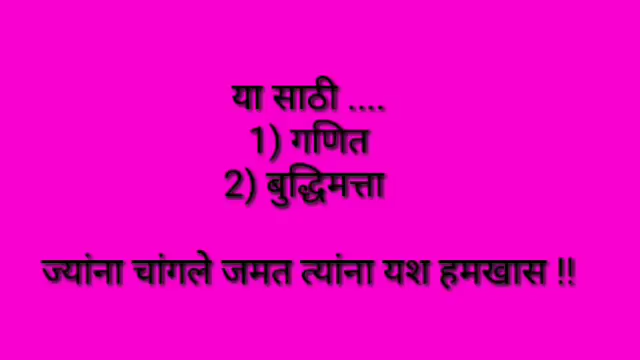 या साठी ....
1) गणित
2) बुद्धिमत्ता
ज्यांना चांगले जमत त्यांना यश हमखास !!